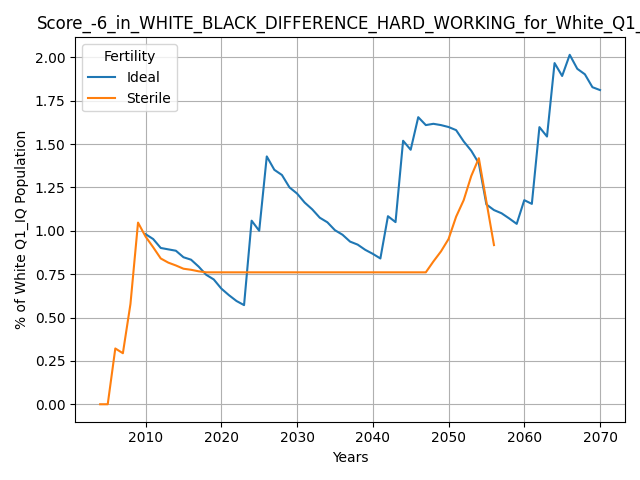 Score_-6_in_WHITE_BLACK_DIFFERENCE_HARD_WORKING_for_White_Q1_
Fertility
Ideal
Sterile
% of White Q1_IQ Population
2.00
1.75
1.50
1.25
1.00
0.75
0.50
0.25
0.00
2010 2020 2030 2040 2050 2060 2070
Years